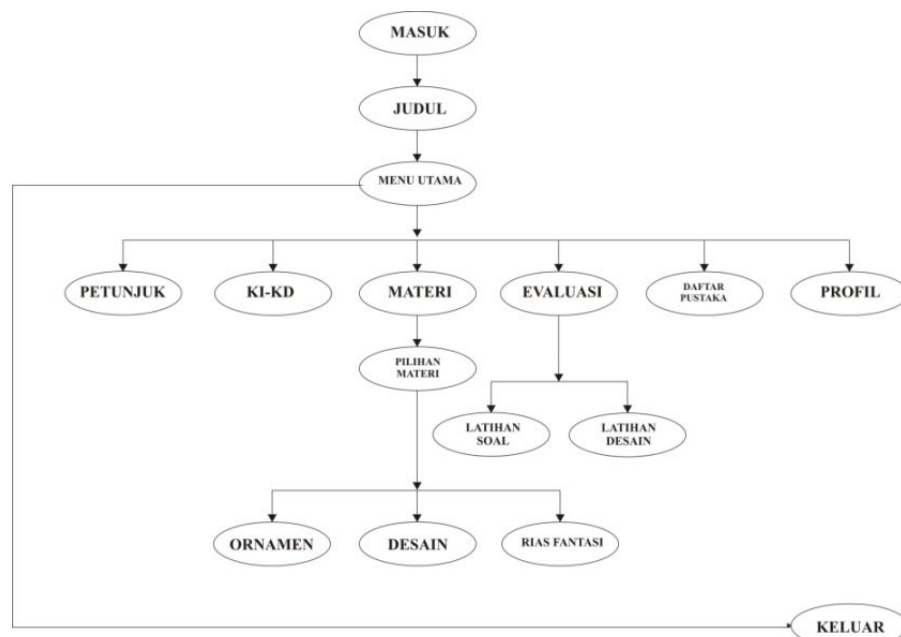 MASUK
JUDUL
MENU UTAMA
PETUNJUK
KI-KD
MATERI
EVALUASI
DAFTAR
PUSTAKA
PROFIL
PILIHAN
MATERI
LATIHAN
SOAL
LATIHAN
DESAIN
ORNAMEN
DESAIN
RIAS FANTASI
KELUAR